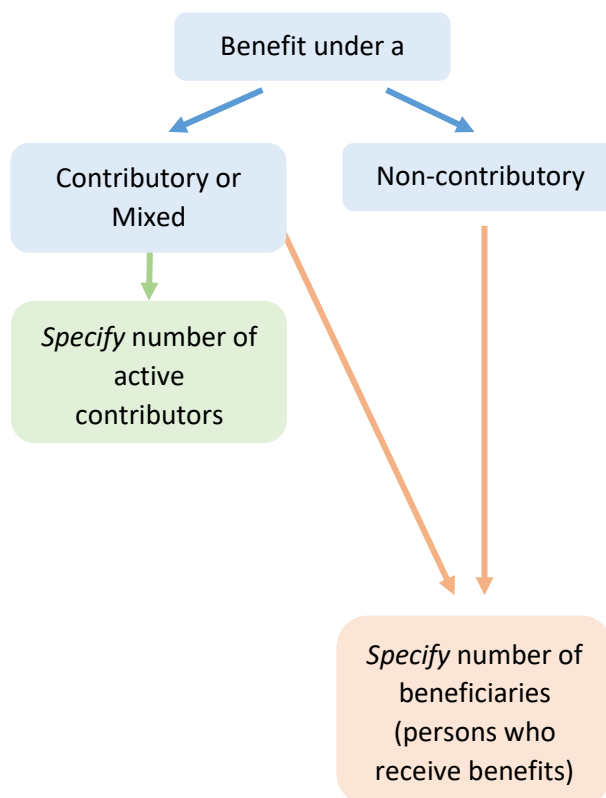 Benefit under a
Contributory or
Mixed
Non-contributory
Specify number of
active
contributors
Specify number of
beneficiaries
(persons who
receive benefits)